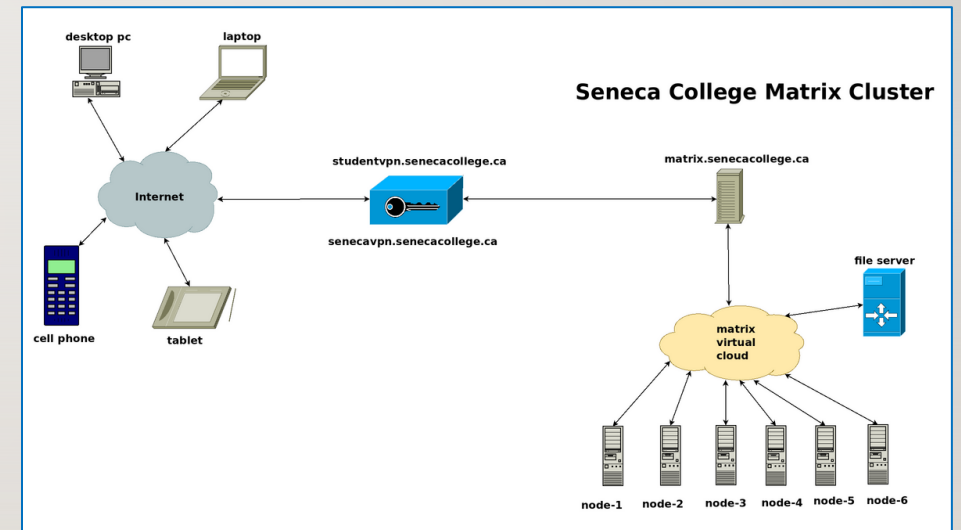 desktop pc
laptop
Seneca College Matrix Cluster
studentvpn.senecacollege.ca
matrix.senecacollege.ca
Internet
senecavpn.senecacollege.ca
file server
cell phone
tablet
matrix
virtual
cloud
node-1
node-2
node-3
node-4
node-5
node-6